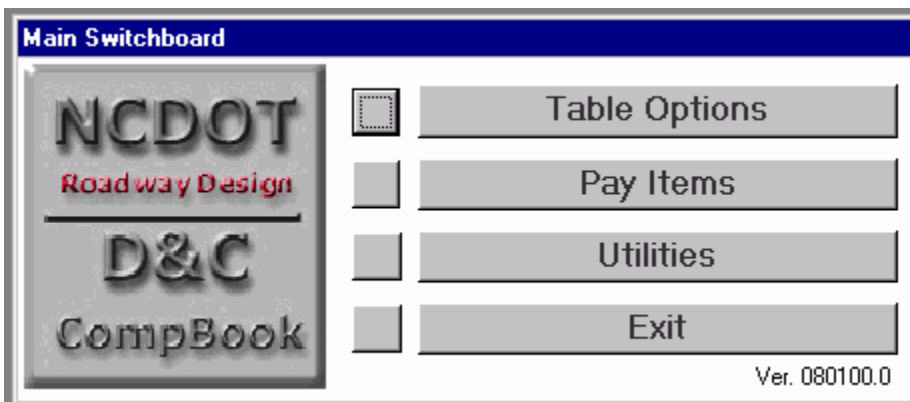 Main Switchboard
NCDOT
Roadway Design
D&C
CompBook
Table Options
Pay Items
Utilities
Exit
Ver. 080100.0